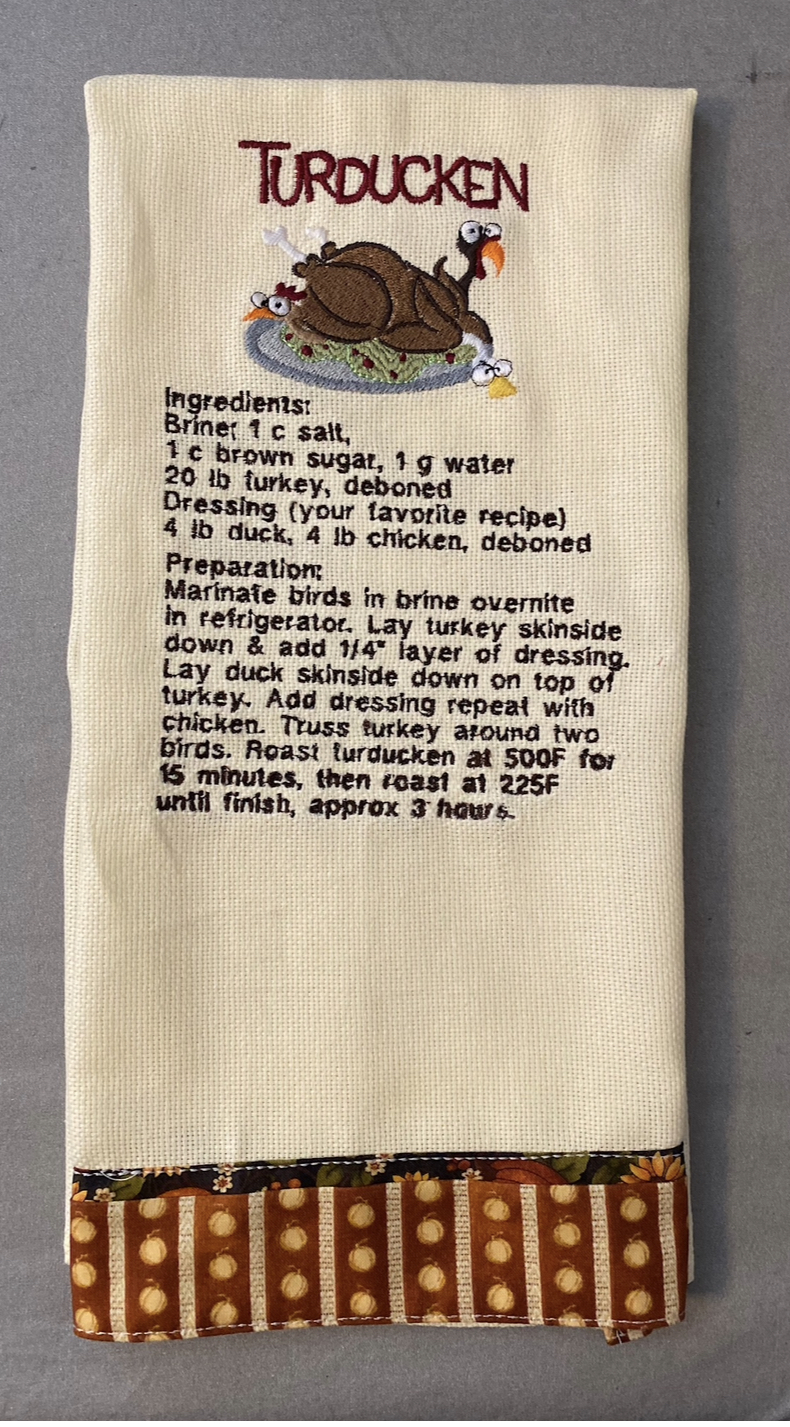 TURDUCKEN
Ingredients:
Brine: 1 c salt,
1 c brown sugar, 1 g water
20 lb turkey, deboned
Dressing (your favorite recipe)
4 lb duck, 4 lb chicken, deboned
Preparation:
Marinate birds in brine overnite
in refrigerator. Lay turkey skinside
down & add 1/4" layer of dressing.
Lay duck skinside down on top of
turkey. Add dressing repeat with
chicken. Truss turkey around two
birds. Roast turducken at 500F for
15 minutes, then roast at 225F
until finish, approx 3 hours.